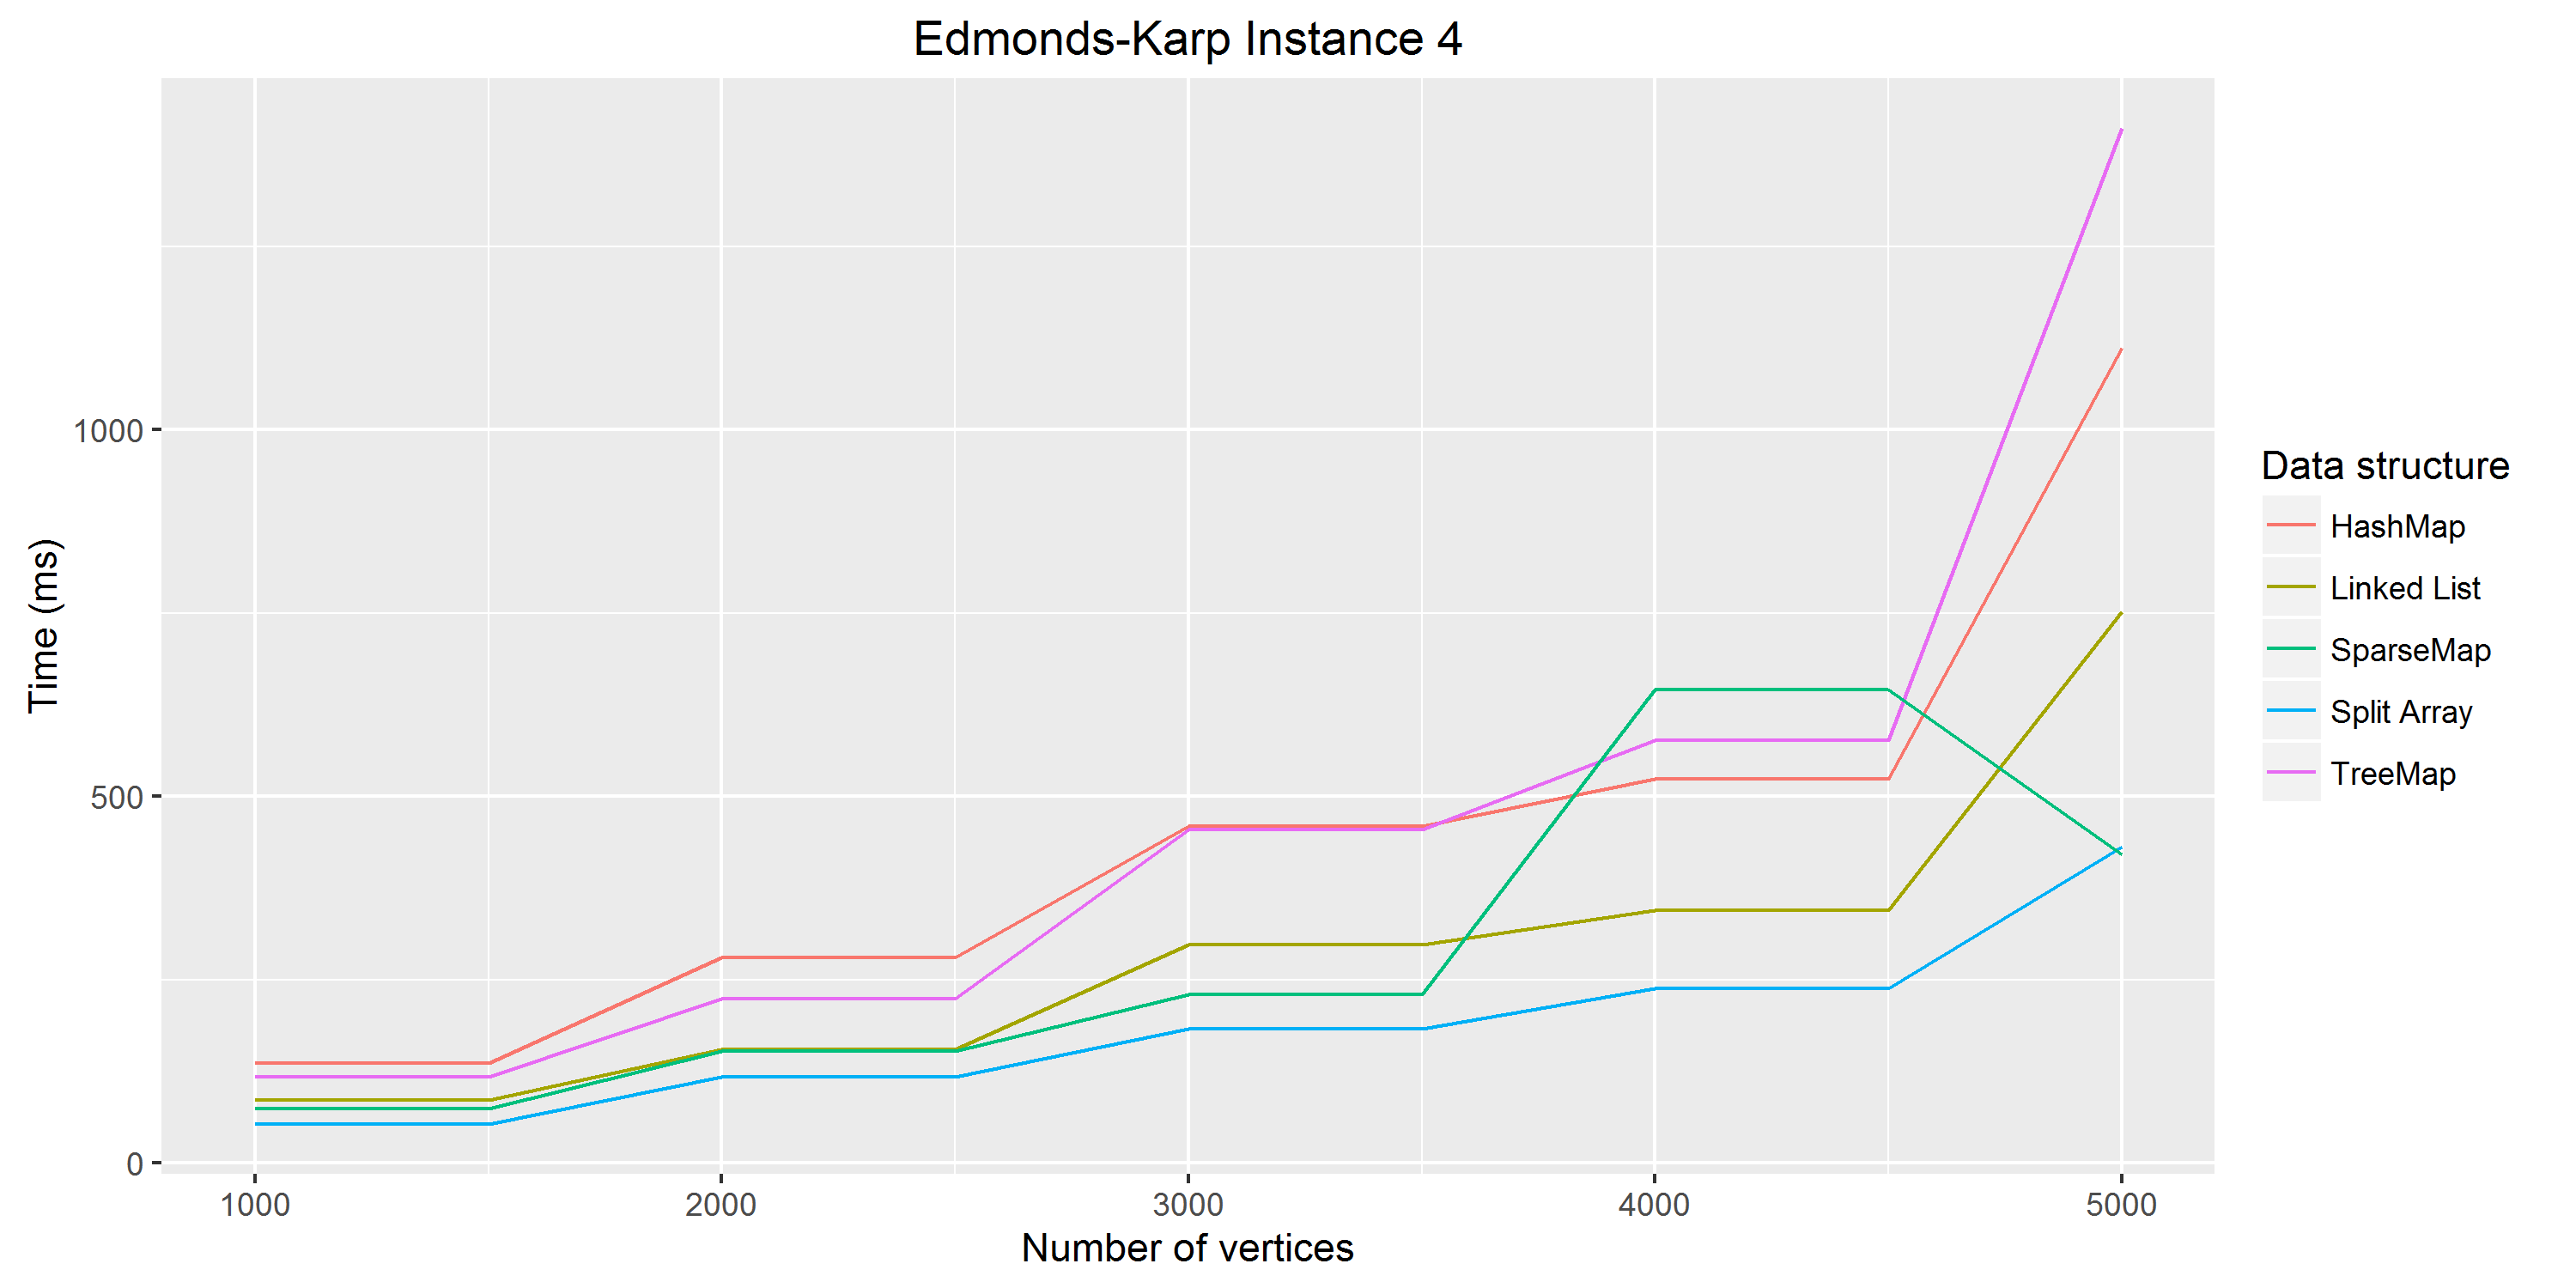 Edmonds-Karp Instance 4
Time (ms)
1000
500
0
1000
2000
3000
4000
5000
Number of vertices
Data structure
HashMap
Linked List
SparseMap
Split Array
TreeMap